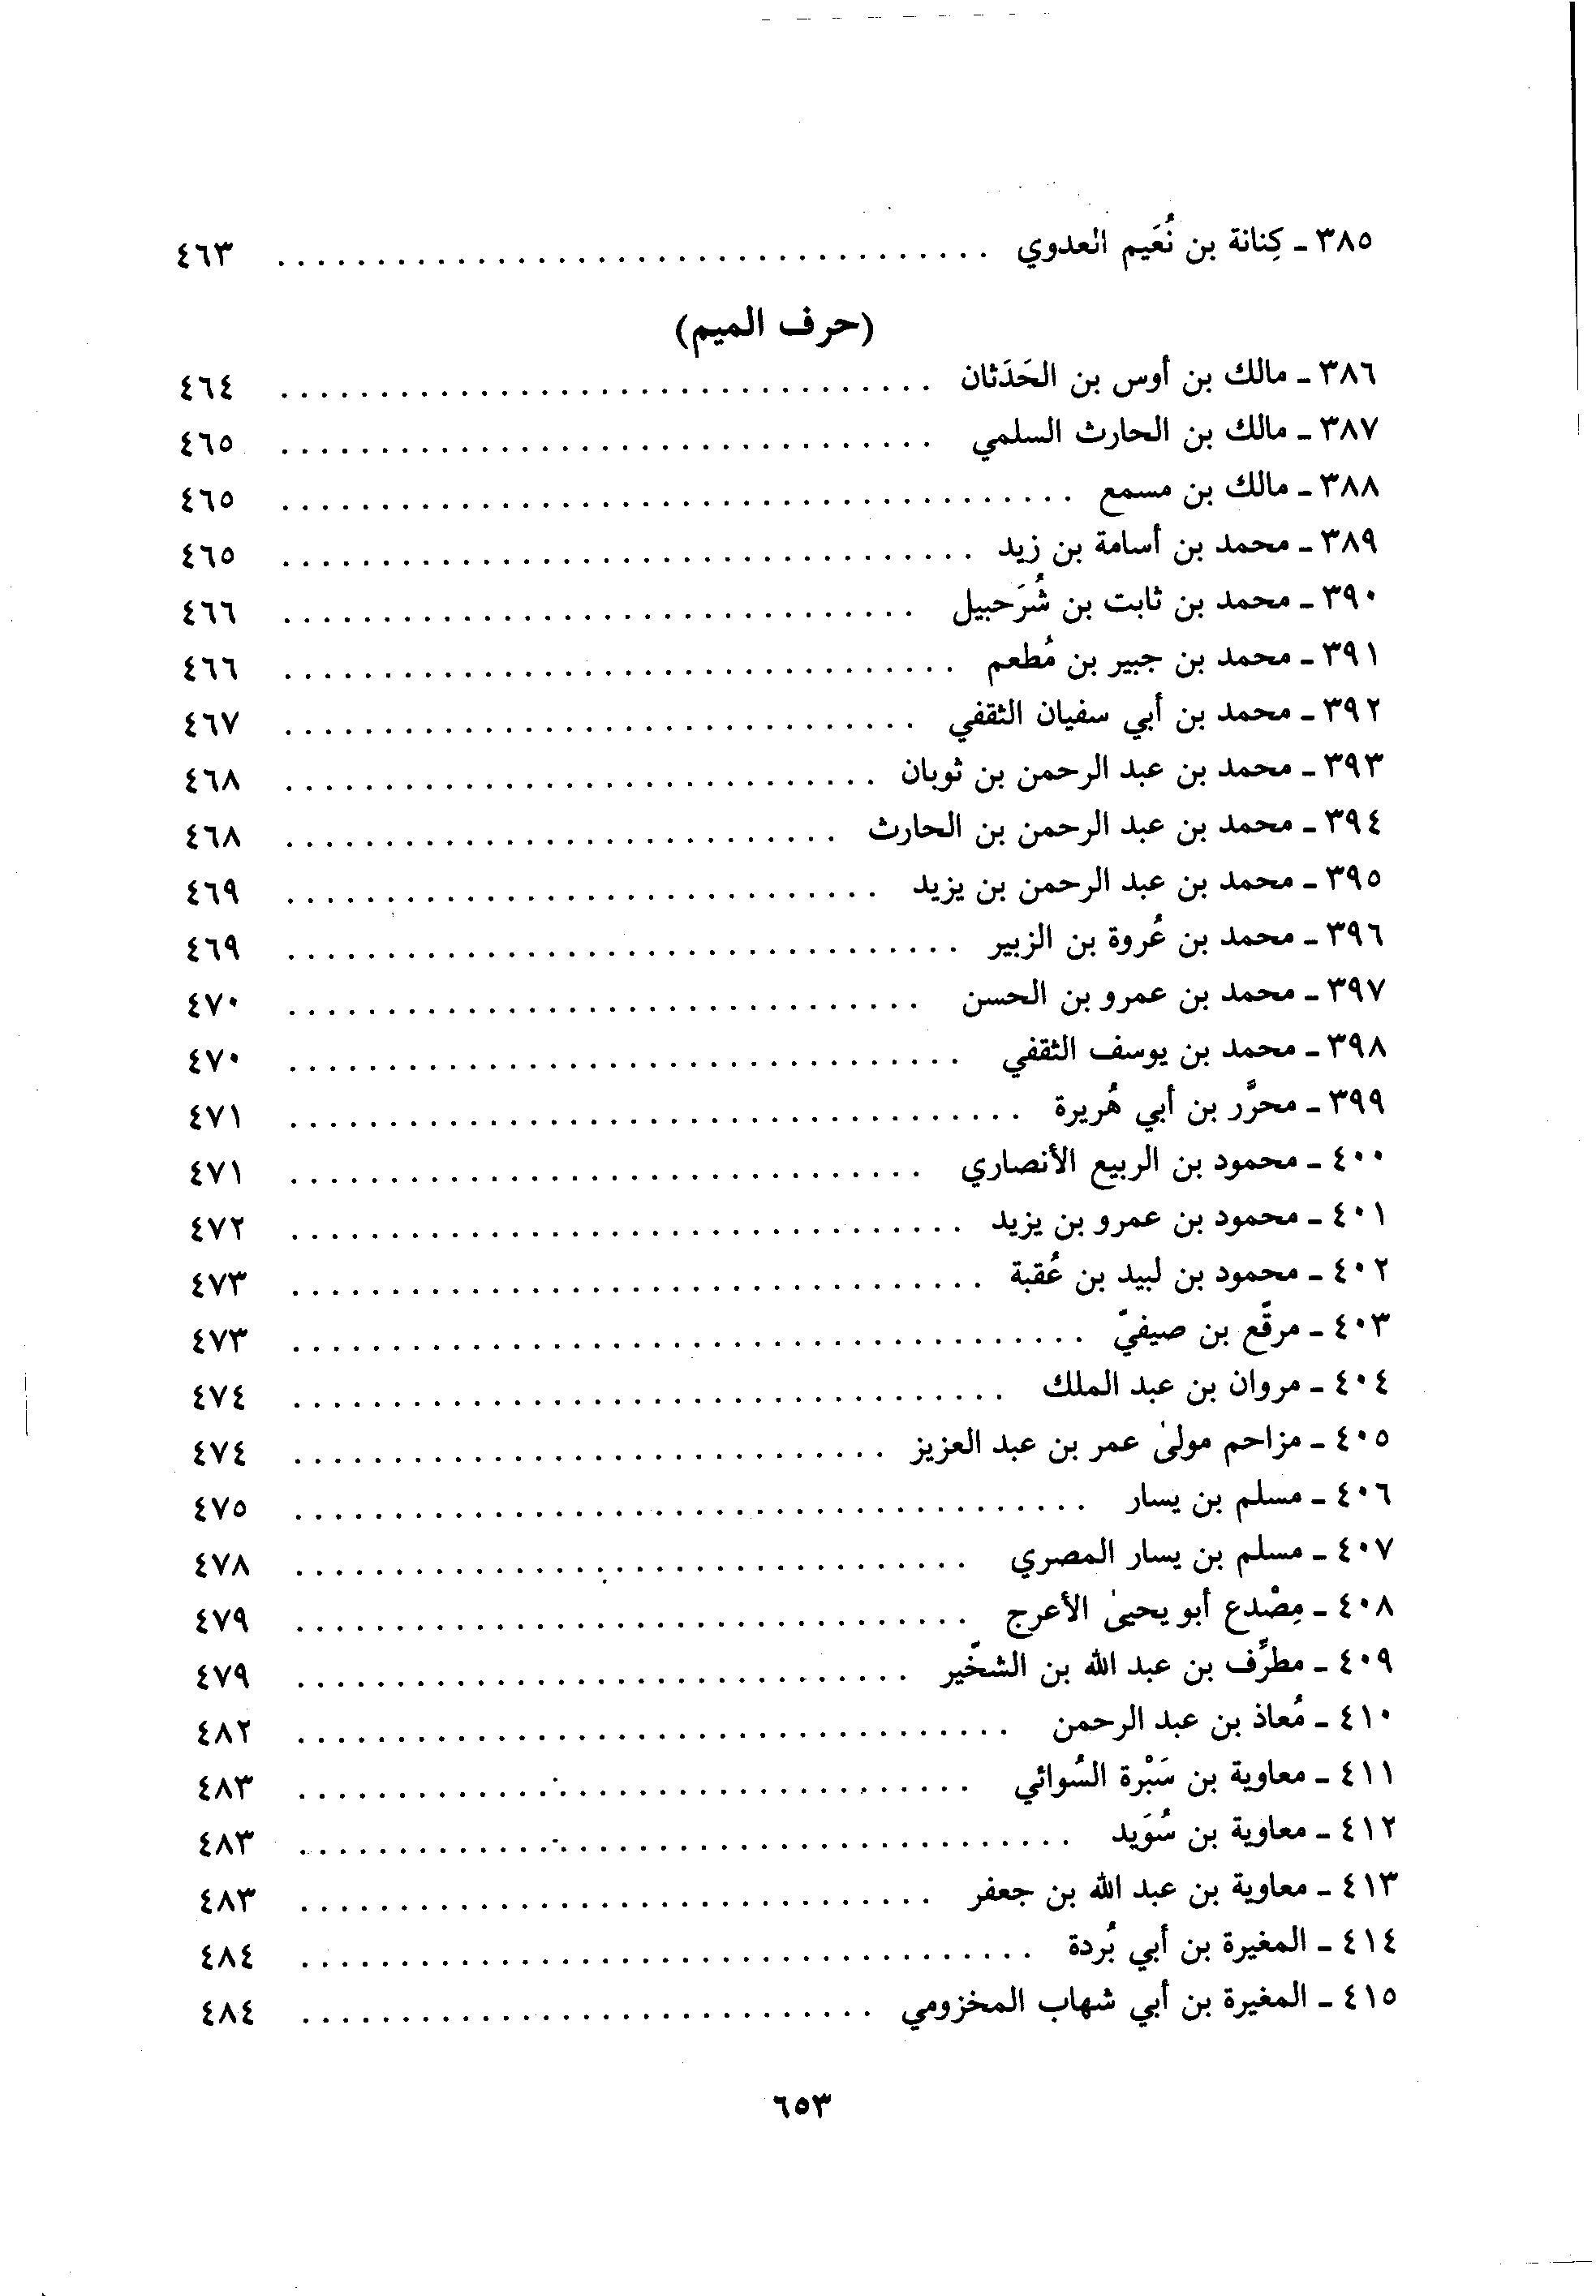 ٣٨٥ - كِنانة بن نُعَيم العدوي . . . . . . . . . . . . . . . . . . . . . . . . ٤٦٣
(حرف الميم)
٣٨٦ - مالك بن أوس بن الحَدَثان . . . . . . . . . . . . . . . . . . . . . . . . ٤٦٤
٣٨٧ - مالك بن الحارث السلمي . . . . . . . . . . . . . . . . . . . . . . . . ٤٦٥
٣٨٨ - مالك بن مسمع . . . . . . . . . . . . . . . . . . . . . . . . ٤٦٥
٣٨٩ - محمد بن أسامة بن زيد . . . . . . . . . . . . . . . . . . . . . . . . ٤٦٥
٣٩٠ - محمد بن ثابت بن شُرَحبيل . . . . . . . . . . . . . . . . . . . . . . . . ٤٦٦
٣٩١ - محمد بن جبير بن مُطعم . . . . . . . . . . . . . . . . . . . . . . . . ٤٦٦
٣٩٢ - محمد بن أبي سفيان الثقفي . . . . . . . . . . . . . . . . . . . . . . . . ٤٦٧
٣٩٣ - محمد بن عبد الرحمن بن ثوبان . . . . . . . . . . . . . . . . . . . . . . . . ٤٦٨
٣٩٤ - محمد بن عبد الرحمن بن الحارث . . . . . . . . . . . . . . . . . . . . . . . . ٤٦٨
٣٩٥ - محمد بن عبد الرحمن بن يزيد . . . . . . . . . . . . . . . . . . . . . . . . ٤٦٩
٣٩٦ - محمد بن عُروة بن الزبير . . . . . . . . . . . . . . . . . . . . . . . . ٤٦٩
٣٩٧ - محمد بن عمرو بن الحسن . . . . . . . . . . . . . . . . . . . . . . . . ٤٧٠
٣٩٨ - محمد بن يوسف الثقفي . . . . . . . . . . . . . . . . . . . . . . . . ٤٧٠
٣٩٩ - محرَّر بن أبي هُريرة . . . . . . . . . . . . . . . . . . . . . . . . ٤٧١
٤٠٠ - محمود بن الربيع الأنصاري . . . . . . . . . . . . . . . . . . . . . . . . ٤٧١
٤٠١ - محمود بن عمرو بن يزيد . . . . . . . . . . . . . . . . . . . . . . . . ٤٧٢
٤٠٢ - محمود بن لبيد بن عُقبة . . . . . . . . . . . . . . . . . . . . . . . . ٤٧٣
٤٠٣ - مرقَّع بن صيفيّ . . . . . . . . . . . . . . . . . . . . . . . . ٤٧٣
٤٠٤ - مروان بن عبد الملك . . . . . . . . . . . . . . . . . . . . . . . . ٤٧٤
٤٠٥ - مزاحم مولىٰ عمر بن عبد العزيز . . . . . . . . . . . . . . . . . . . . . . . . ٤٧٤
٤٠٦ - مسلم بن يسار . . . . . . . . . . . . . . . . . . . . . . . . ٤٧٥
٤٠٧ - مسلم بن يسار المصري . . . . . . . . . . . . . . . . . . . . . . . . ٤٧٨
٤٠٨ - مِصْدع أبو يحيىٰ الأعرج . . . . . . . . . . . . . . . . . . . . . . . . ٤٧٩
٤٠٩ - مطرِّف بن عبد الله بن الشخّير . . . . . . . . . . . . . . . . . . . . . . . . ٤٧٩
٤١٠ - مُعاذ بن عبد الرحمن . . . . . . . . . . . . . . . . . . . . . . . . ٤٨٢
٤١١ - معاوية بن سَبْرة السُوائي . . . . . . . . . . . . . . . . . . . . . . . . ٤٨٣
٤١٢ - معاوية بن سُوَيد . . . . . . . . . . . . . . . . . . . . . . . . ٤٨٣
٤١٣ - معاوية بن عبد الله بن جعفر . . . . . . . . . . . . . . . . . . . . . . . . ٤٨٣
٤١٤ - المغيرة بن أبي بُردة . . . . . . . . . . . . . . . . . . . . . . . . ٤٨٤
٤١٥ - المغيرة بن أبي شهاب المخزومي . . . . . . . . . . . . . . . . . . . . . . . . ٤٨٤
٦٥٣